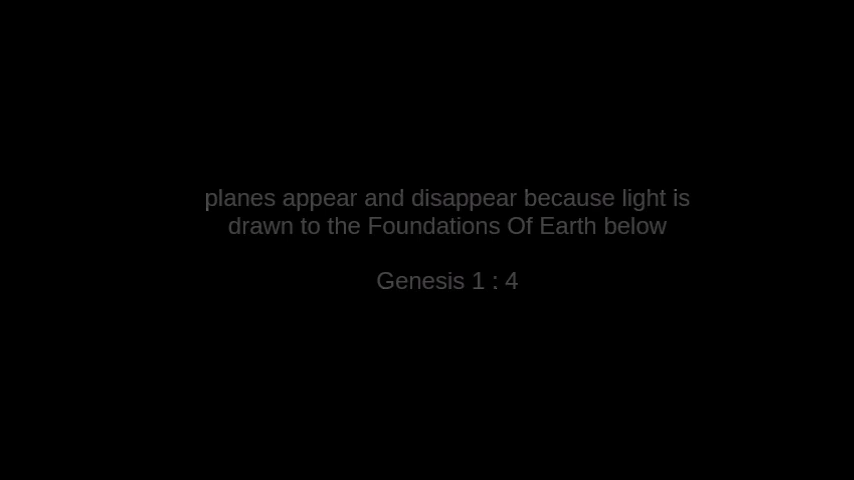 planes appear and disappear because light is
drawn to the Foundations Of Earth below
Genesis 1 : 4